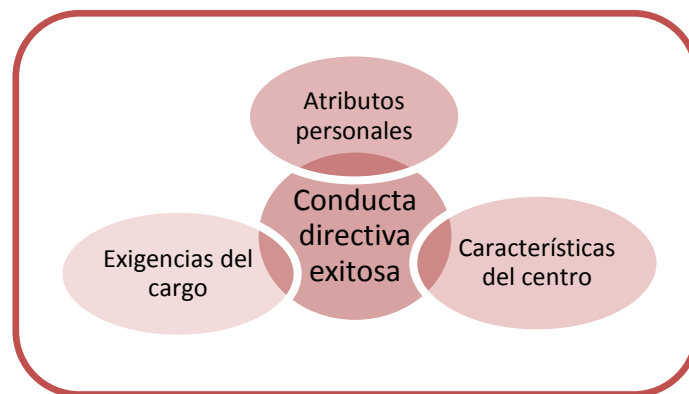 Atributos
personales
Conducta
directiva
exitosa
Exigencias del
cargo
Características
del centro